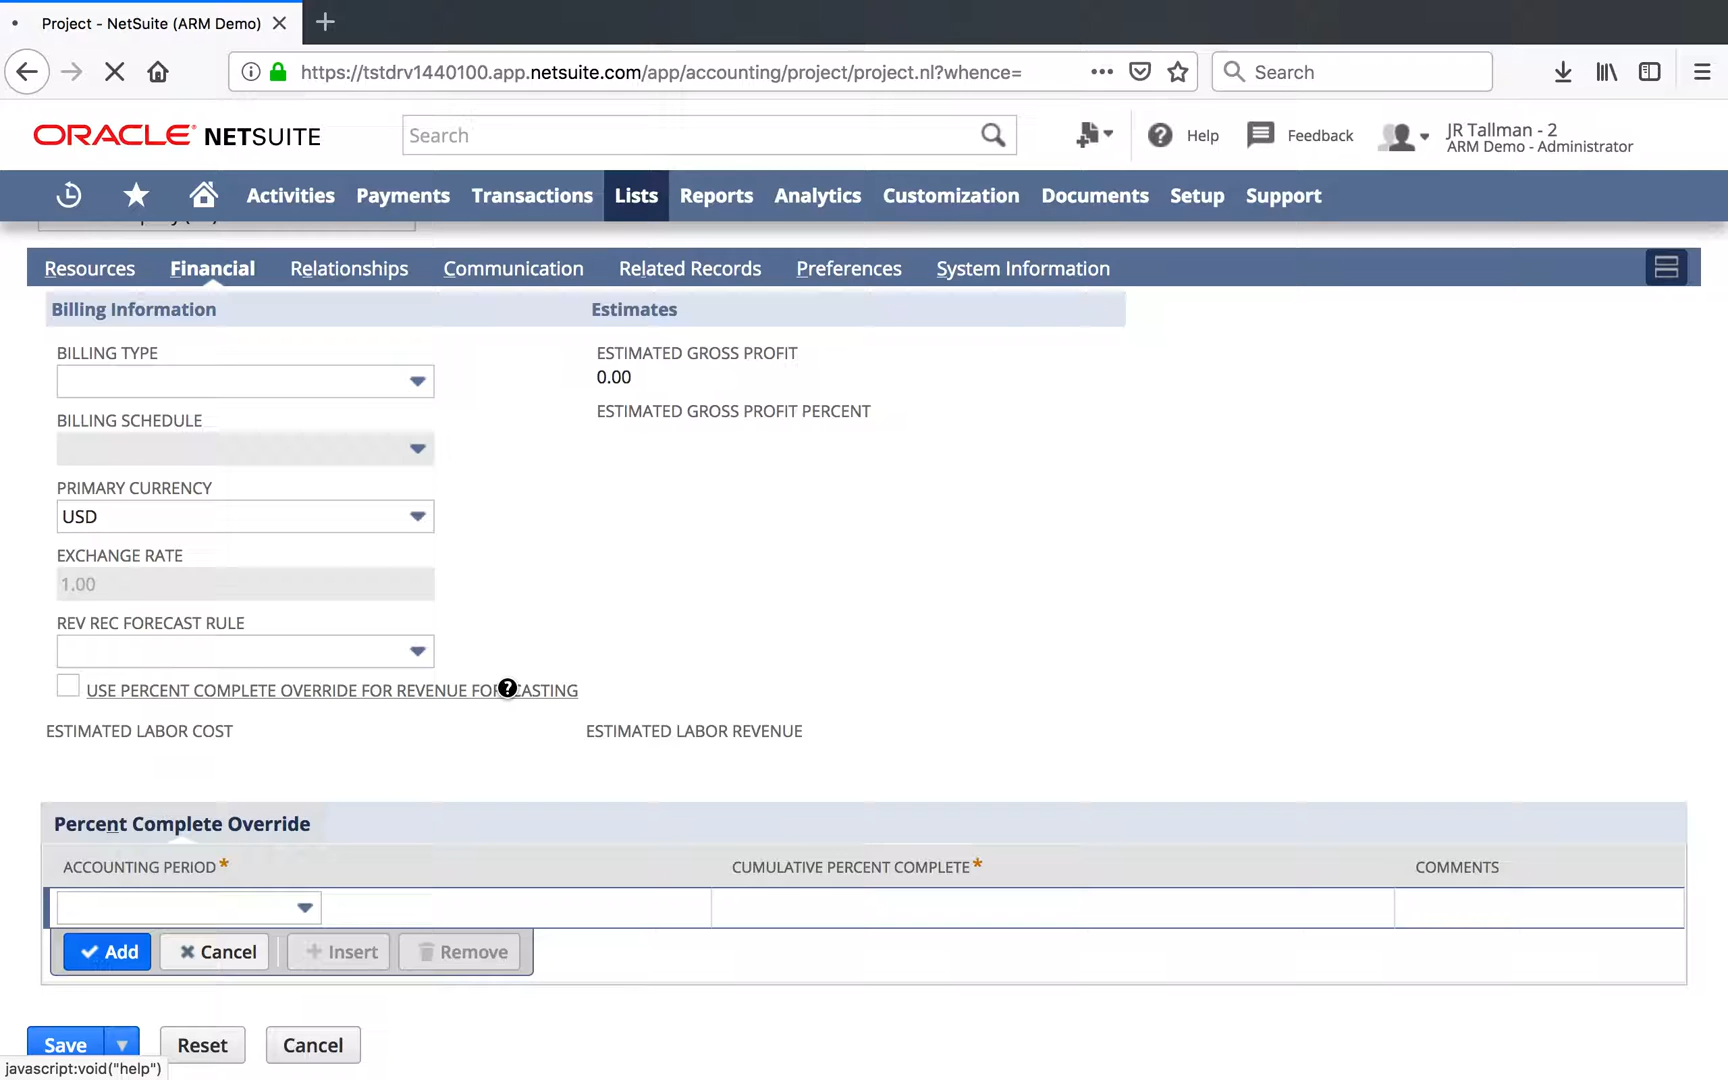 Project - NetSuite (ARM Demo)
https://tstdrv1440100.app.netsuite.com/app/accounting/project/project.nl?whence=
Search
ORACLE NETSUITE
Search
Help
Feedback
JR Tallman - 2
ARM Demo - Administrator
Activities Payments Transactions Lists Reports Analytics Customization Documents Setup Support
Resources Financial Relationships Communication Related Records Preferences System Information
Billing Information
Estimates
BILLING TYPE
ESTIMATED GROSS PROFIT
0.00
BILLING SCHEDULE
ESTIMATED GROSS PROFIT PERCENT
PRIMARY CURRENCY
USD
EXCHANGE RATE
1.00
REV REC FORECAST RULE
USE PERCENT COMPLETE OVERRIDE FOR REVENUE CASTING
ESTIMATED LABOR COST
ESTIMATED LABOR REVENUE
Percent Complete Override
ACCOUNTING PERIOD *
CUMULATIVE PERCENT COMPLETE *
COMMENTS
Add Cancel Insert Remove
Save Reset Cancel
javascript:void("help")